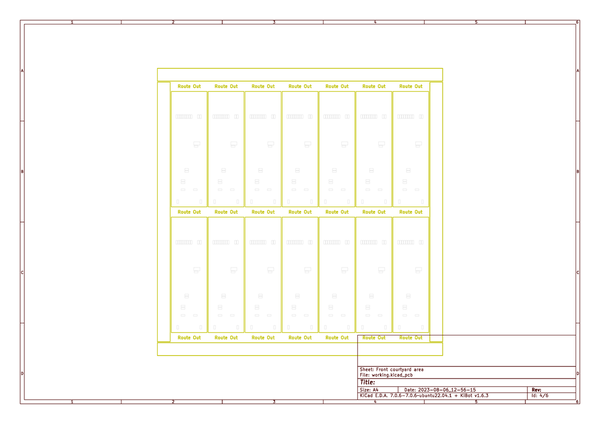 1 2 3 4 5 6
A A
Route Out Route Out Route Out Route Out Route Out Route Out Route Out
B B
Route Out Route Out Route Out Route Out Route Out Route Out Route Out
C C
Route Out Route Out Route Out Route Out Route Out Route Out Route Out
D D
Sheet: Front courtyard area
File: working.kicad_pcb
Title:
Size: A4 Date: 2023-08-06_12-56-15 Rev:
KiCad E.D.A. 7.0.6-7.0.6~ubuntu22.04.1 + KiBot v1.6.3 Id: 4/6
1 2 3 4 5 6